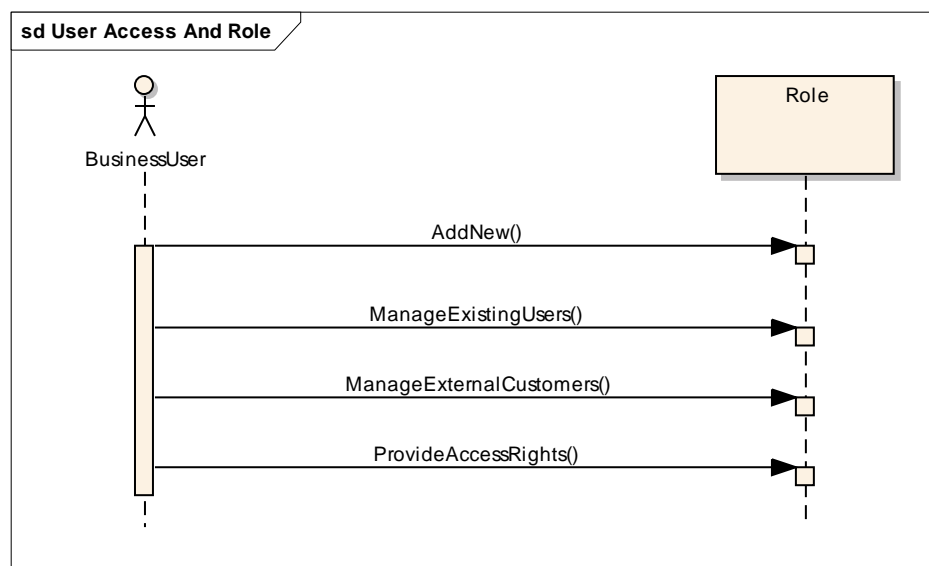 sd User Access And Role
Role
BusinessUser
AddNew()
ManageExistingUsers()
ManageExternalCustomers()
ProvideAccessRights()